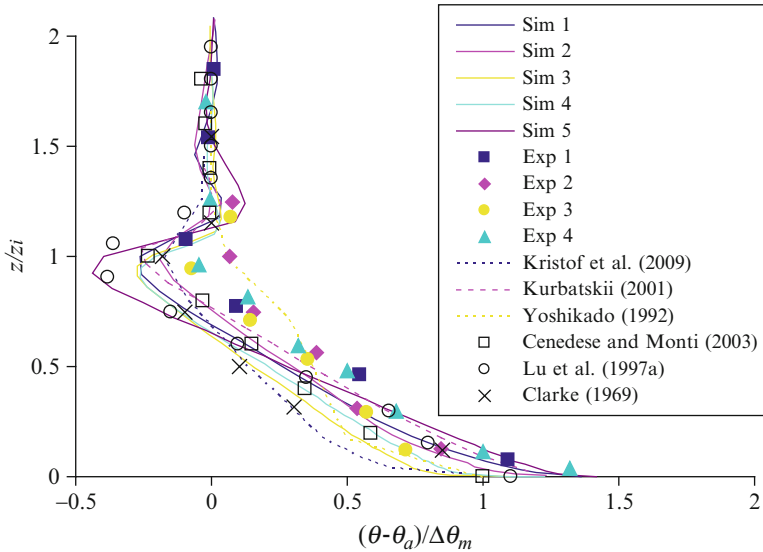 2
1.5
1
0.5
0
−0.5
0
0.5
1
1.5
2
z/zi
(θ-θa)/Δθm
Sim 1
Sim 2
Sim 3
Sim 4
Sim 5
Exp 1
Exp 2
Exp 3
Exp 4
Kristof et al. (2009)
Kurbatskii (2001)
Yoshikado (1992)
Cenedese and Monti (2003)
Lu et al. (1997a)
Clarke (1969)